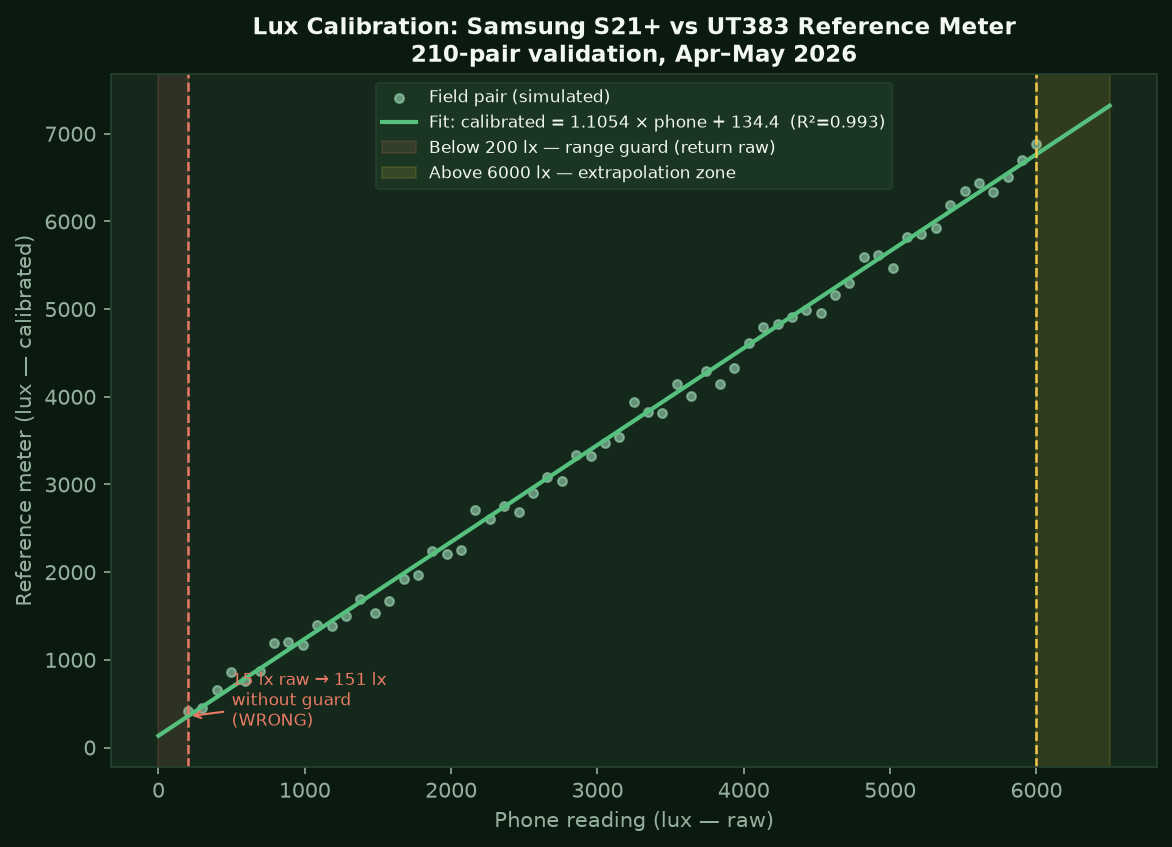 Lux Calibration: Samsung S21+ vs UT383 Reference Meter
210-pair validation, Apr–May 2026
Field pair (simulated)
Fit: calibrated = 1.1054 × phone + 134.4 (R²=0.993)
Below 200 lx — range guard (return raw)
Above 6000 lx — extrapolation zone
Reference meter (lux — calibrated)
7000
6000
5000
4000
3000
2000
1000
0
lx raw → 151 lx
without guard
(WRONG)
0
1000
2000
3000
4000
5000
6000
Phone reading (lux — raw)